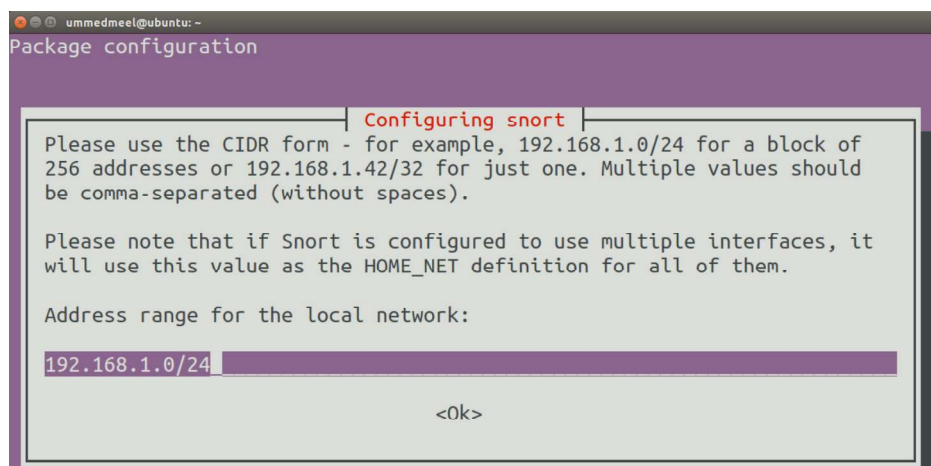 ummedmeel@ubuntu: ~
Package configuration
Configuring snort
Please use the CIDR form - for example, 192.168.1.0/24 for a block of
256 addresses or 192.168.1.42/32 for just one. Multiple values should
be comma-separated (without spaces).
Please note that if Snort is configured to use multiple interfaces, it
will use this value as the HOME_NET definition for all of them.
Address range for the local network:
192.168.1.0/24
<Ok>